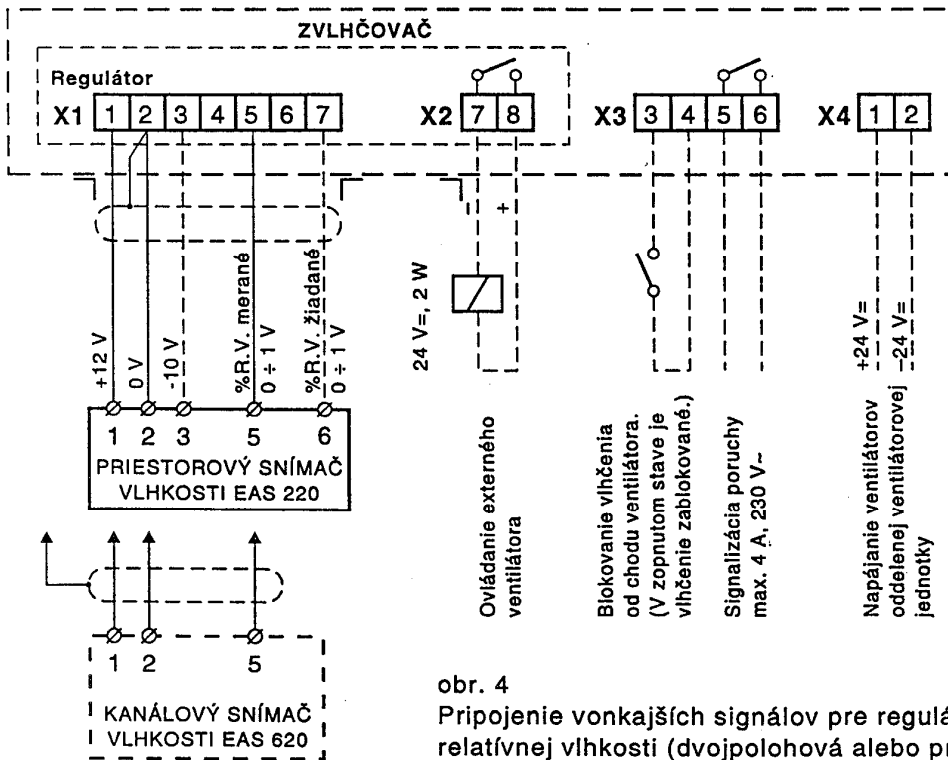 ZVLHČOVAČ
Regulátor
X1 1 2 3 4 5 6 7
X2 7 8
X3 3 4 5 6
X4 1 2
– +
+12 V
0 V
-10 V
%R.V. merané
0 ÷ 1 V
%R.V. žiadané
0 ÷ 1 V
24 V=, 2 W
+24 V=
–24 V=
1 2 3 5 6
PRIESTOROVÝ SNÍMAČ
VLHKOSTI EAS 220
Ovládanie externého
ventilátora
Blokovanie vlhčenia
od chodu ventilátora.
(V zopnutom stave je
vlhčenie zablokované.)
Signalizácia poruchy
max. 4 A, 230 V~
Napájanie ventilátorov
oddelenej ventilátorovej
jednotky
1 2 5
KANÁLOVÝ SNÍMAČ
VLHKOSTI EAS 620
obr. 4
Pripojenie vonkajších signálov pre regulá
relatívnej vlhkosti (dvojpolohová alebo pr